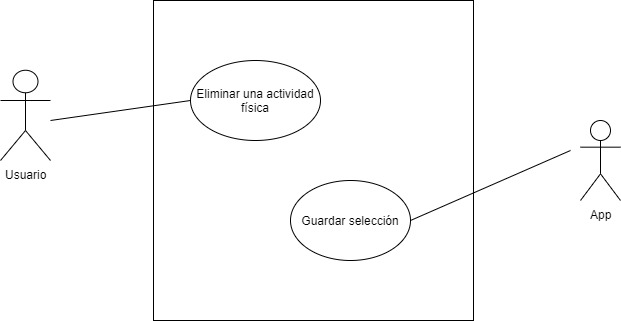 Eliminar una actividad
física
Usuario
Guardar selección
App